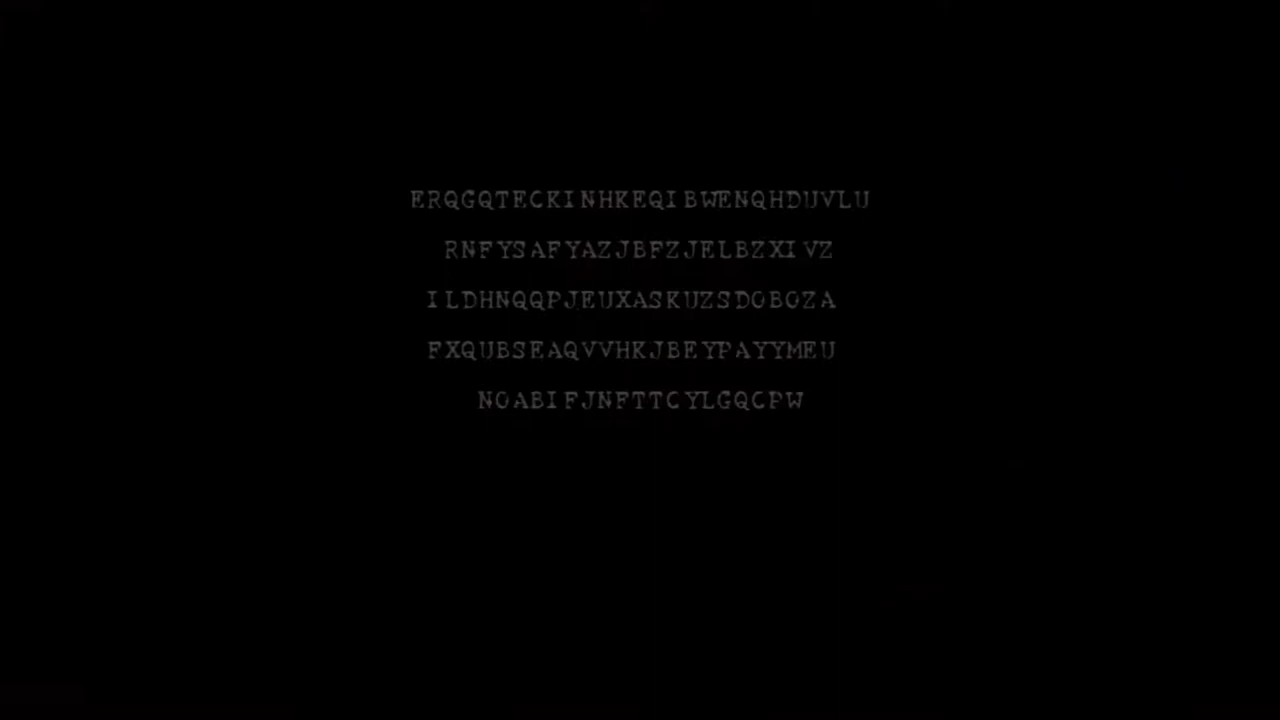 ERQGQTECKINHKEQIBWENQHDUVLU
RNFYSAFYAZJBFZJELBZXIVZ
ILDHNQQPJEUXASKUZSDOBOZA
FXQUBSEAQVVHKJBEYPAYYMEU
NOABIFJNFTTCYLGQCPW